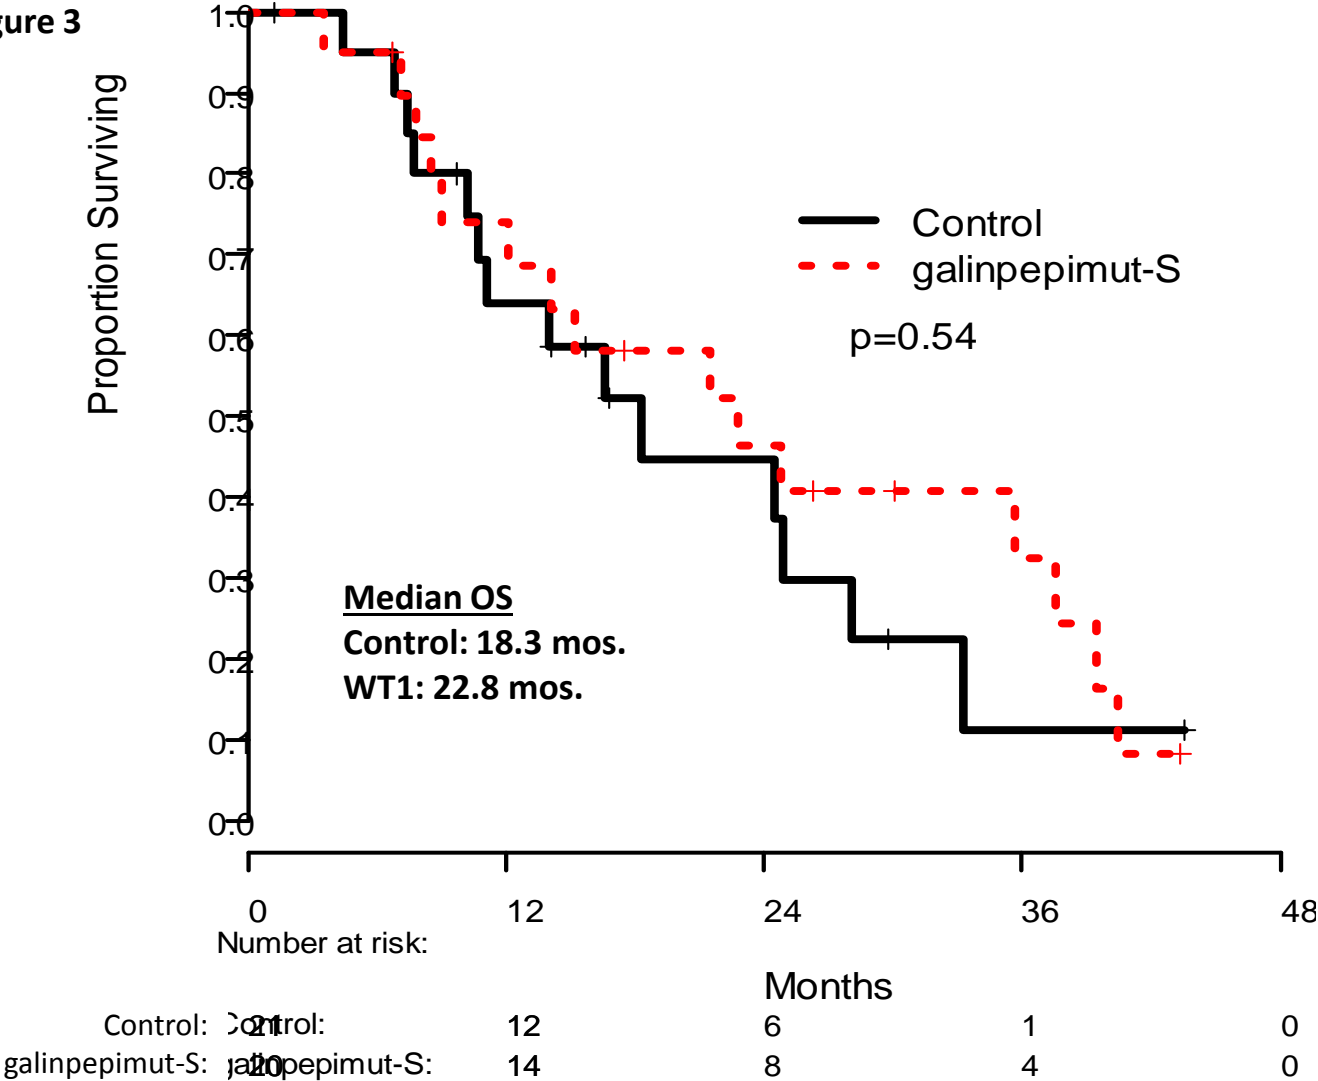 gure 3
Proportion Surviving
1.0
0.9
0.8
0.7
0.6
0.5
0.4
0.3
0.2
0.1
0.0
Control
galinpepimut-S
p=0.54
Median OS
Control: 18.3 mos.
WT1: 22.8 mos.
0 12 24 36 48
Number at risk:
Months
Control: Control: 21 12 6 1 0
galinpepimut-S: galinpepimut-S: 20 14 8 4 0